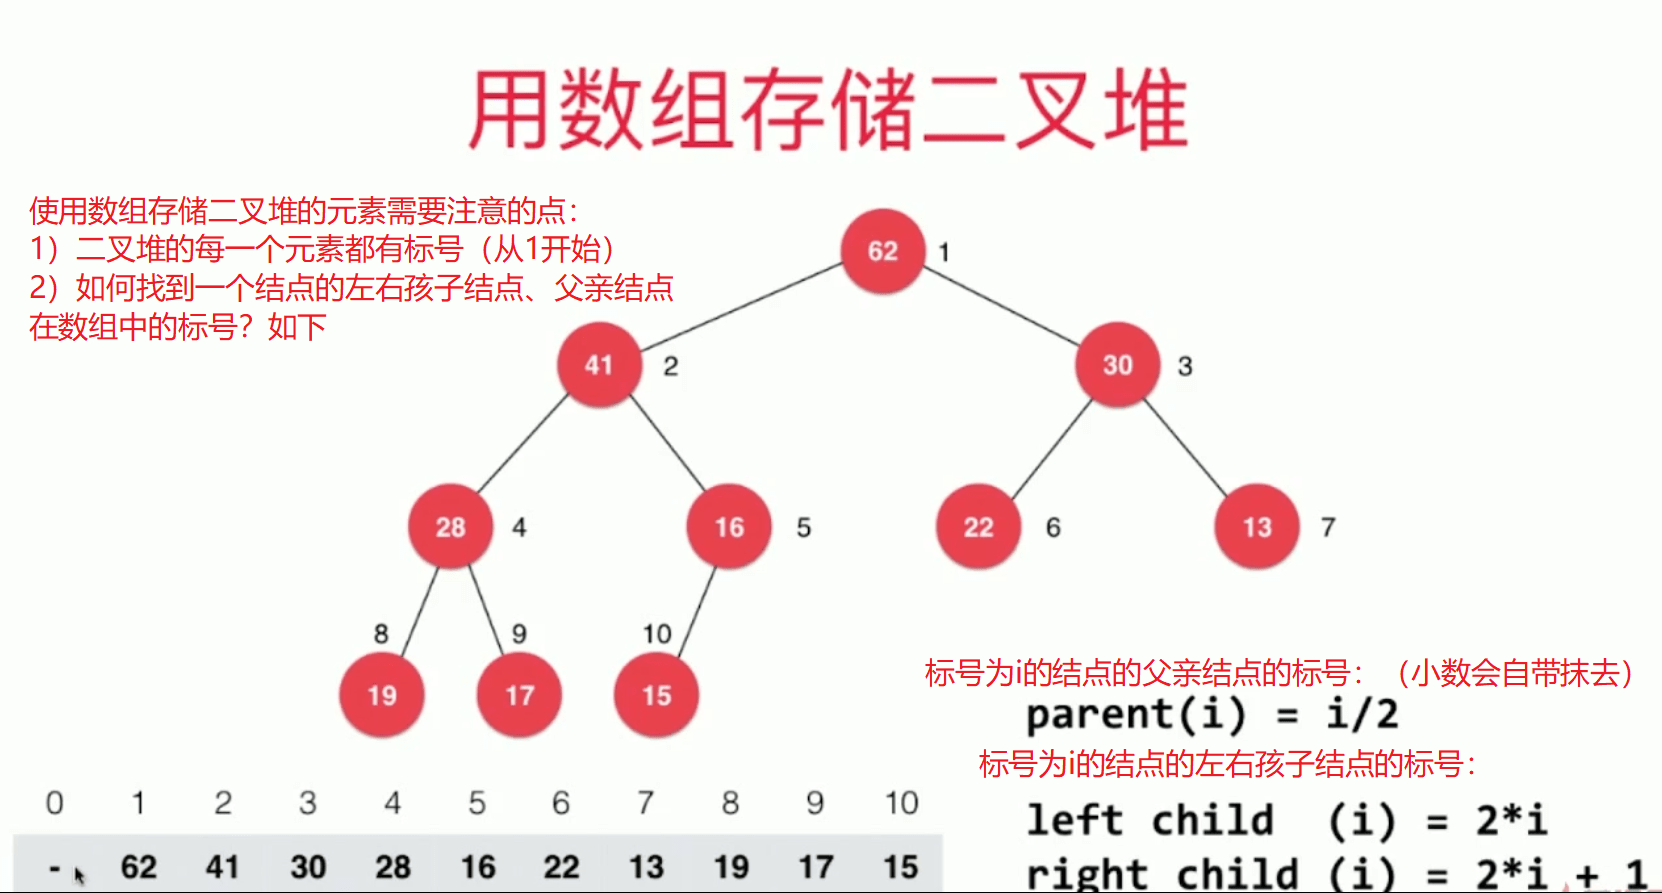 用数组存储二叉堆
使用数组存储二叉堆的元素需要注意的点：
1）二叉堆的每一个元素都有标号（从1开始）
2）如何找到一个结点的左右孩子结点、父亲结点
在数组中的标号？如下
62 1
41 2
30 3
28 4
16 5
22 6
13 7
8 9 10
19 17 15
标号为i的结点的父亲结点的标号：（小数会自带抹去）
parent(i) = i/2
标号为i的结点的左右孩子结点的标号：
left child (i) = 2*i
right child (i) = 2*i + 1
0 1 2 3 4 5 6 7 8 9 10
- 62 41 30 28 16 22 13 19 17 15